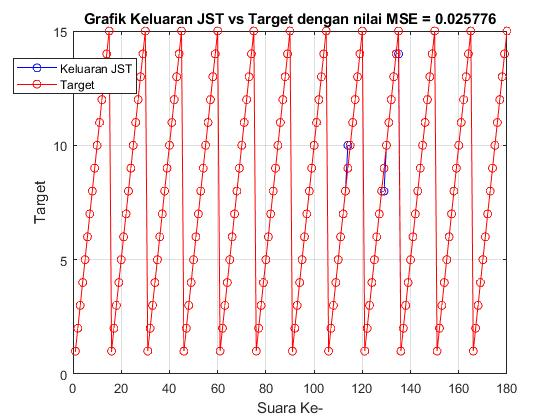 Grafik Keluaran JST vs Target dengan nilai MSE = 0.025776
15
Keluaran JST
Target
10
Target
5
0
0 20 40 60 80 100 120 140 160 180
Suara Ke-